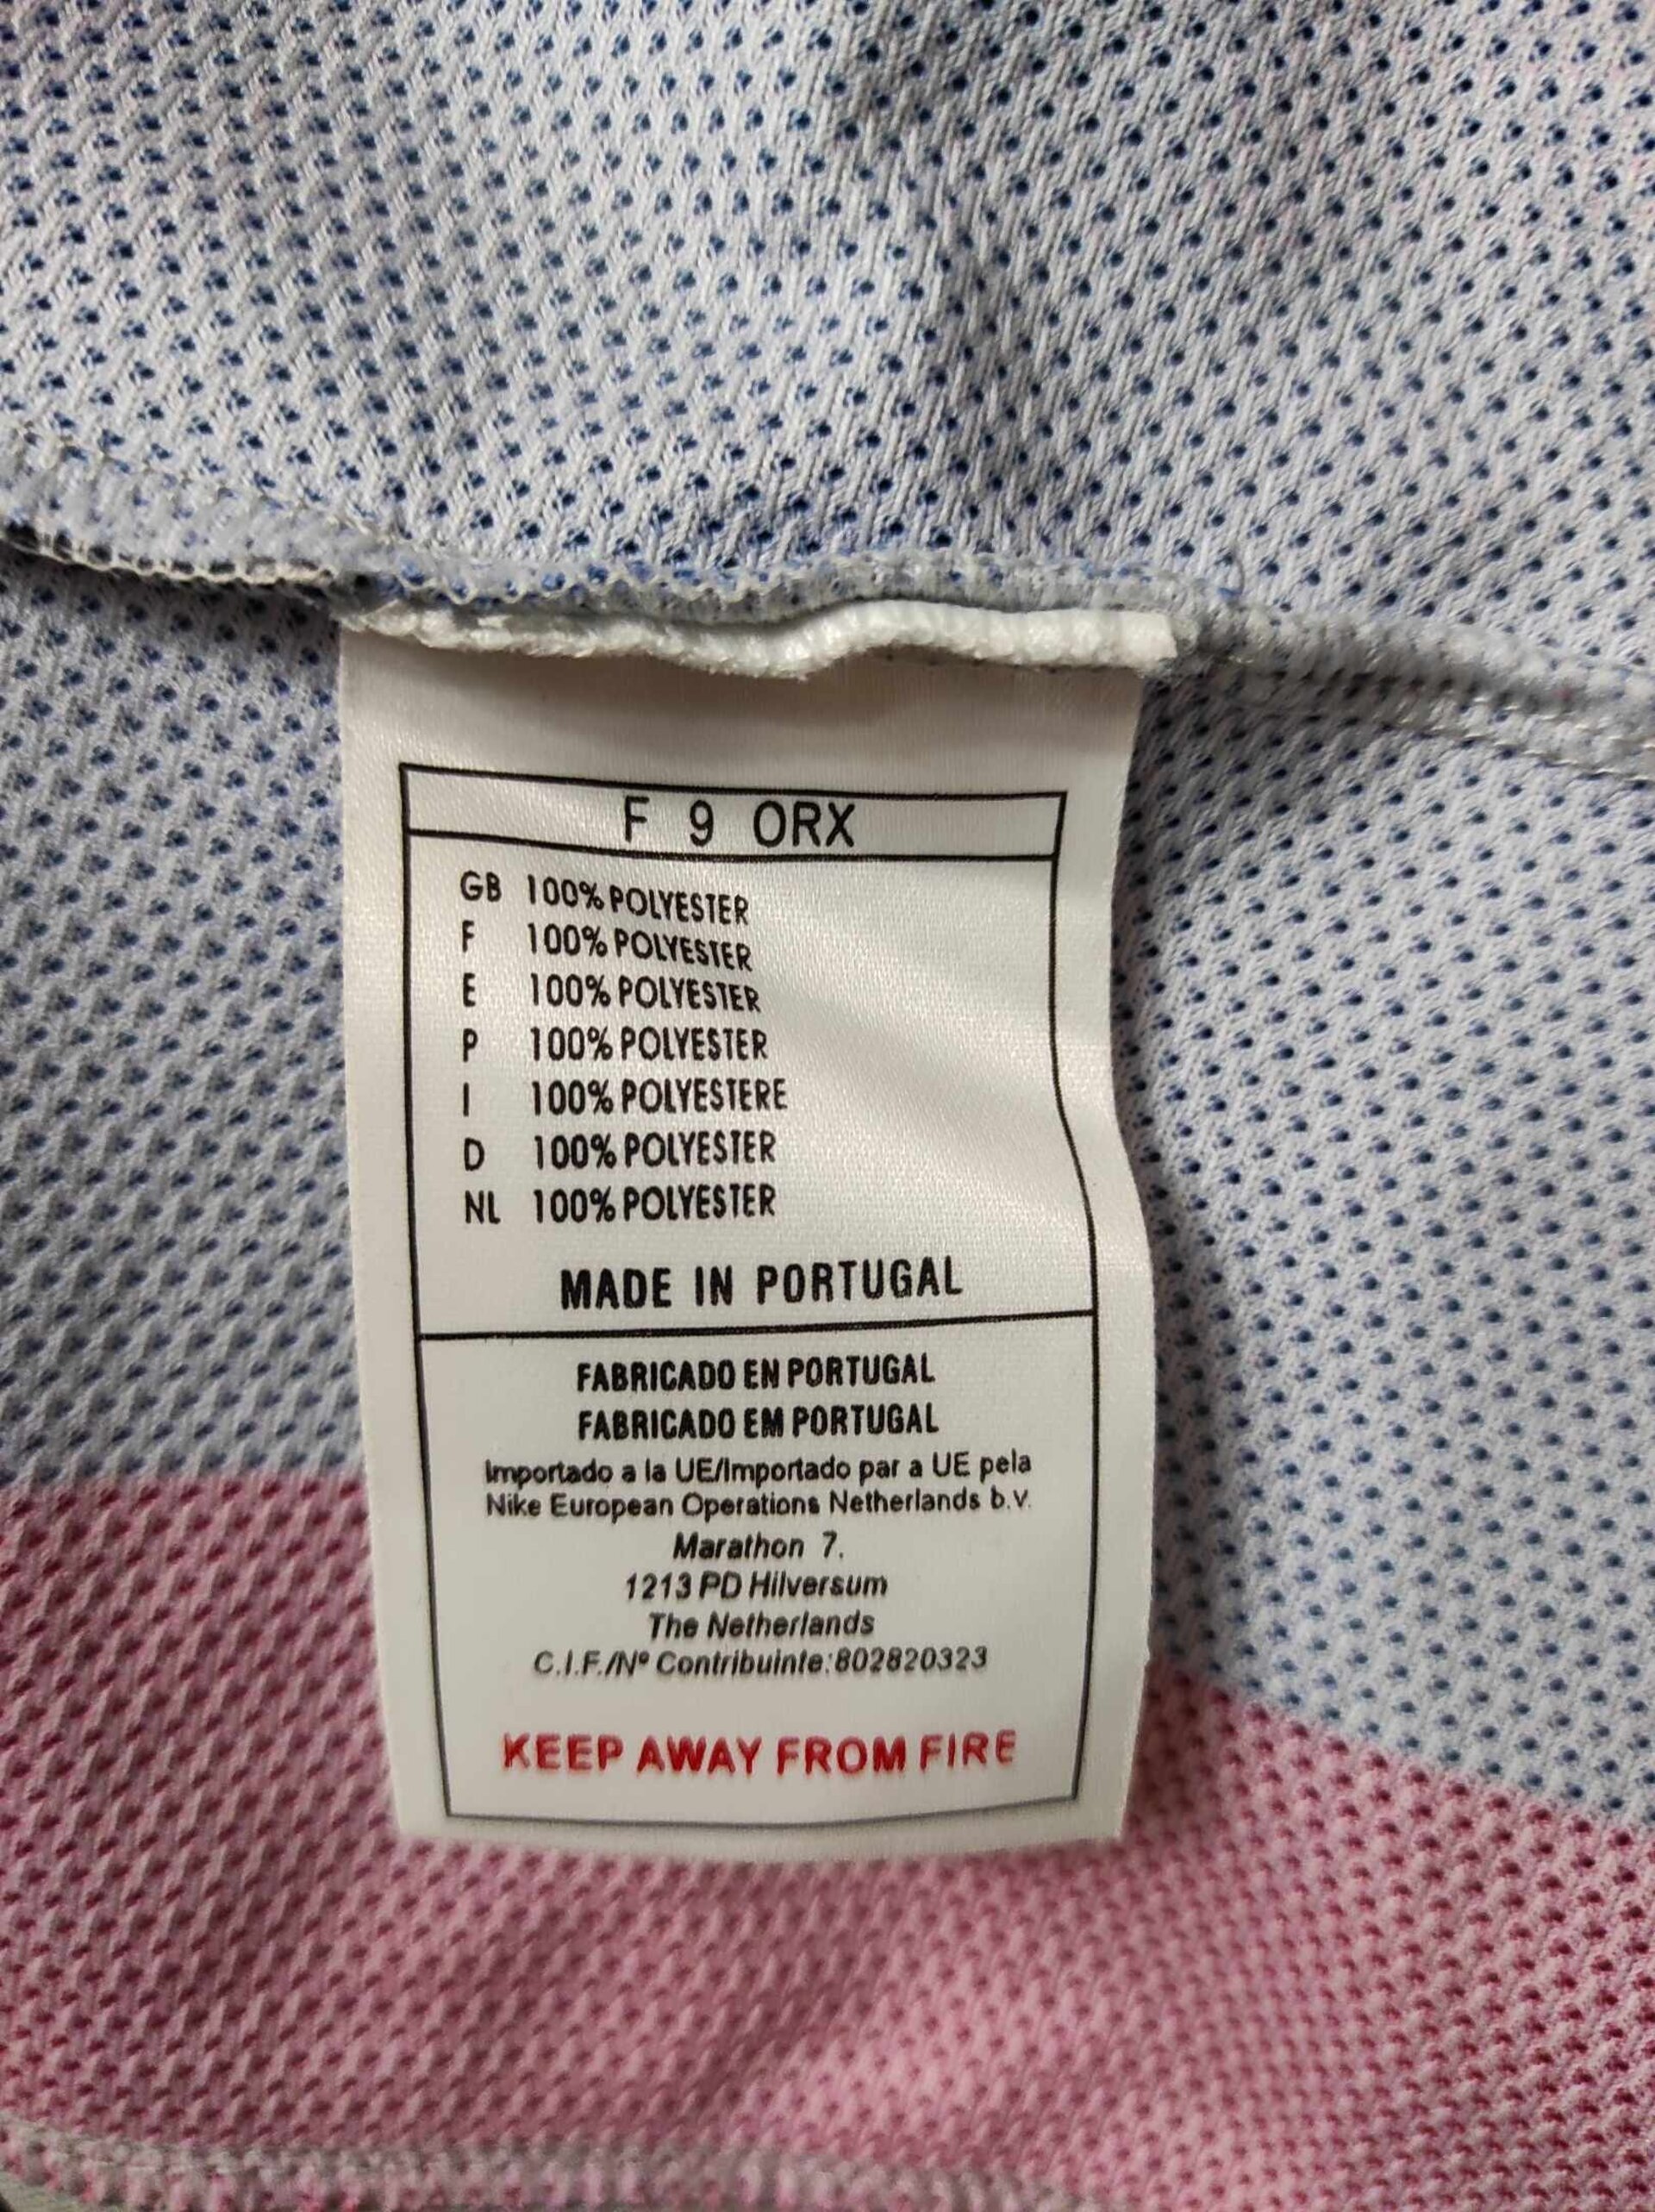 F 9 ORX
GB 100% POLYESTER
F 100% POLYESTER
E 100% POLYESTER
P 100% POLYESTER
I 100% POLYESTERE
D 100% POLYESTER
NL 100% POLYESTER
MADE IN PORTUGAL
FABRICADO EN PORTUGAL
FABRICADO EM PORTUGAL
Importado a la UE/Importado par a UE pela
Nike European Operations Netherlands b.v.
Marathon 7.
1213 PD Hilversum
The Netherlands
C.I.F./Nº Contribuinte:802820323
KEEP AWAY FROM FIRE